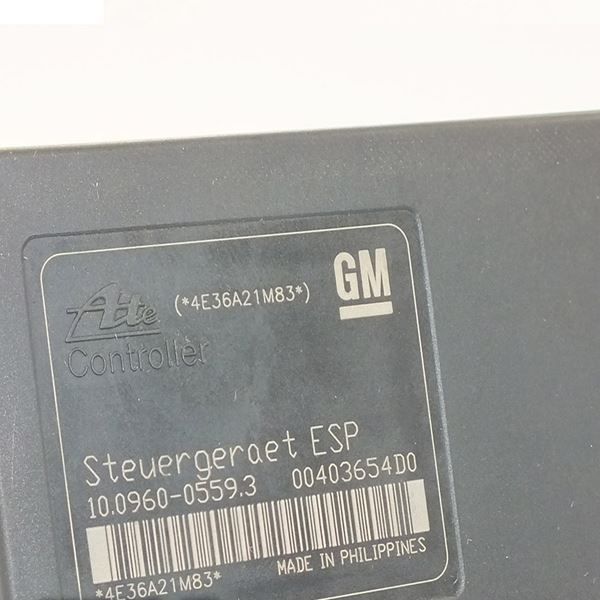 Ate (*4E36A21M83*) GM
Controller
Steuergeraet ESP
10.0960-0559.3 00403654D0
MADE IN PHILIPPINES
*4E36A21M83*